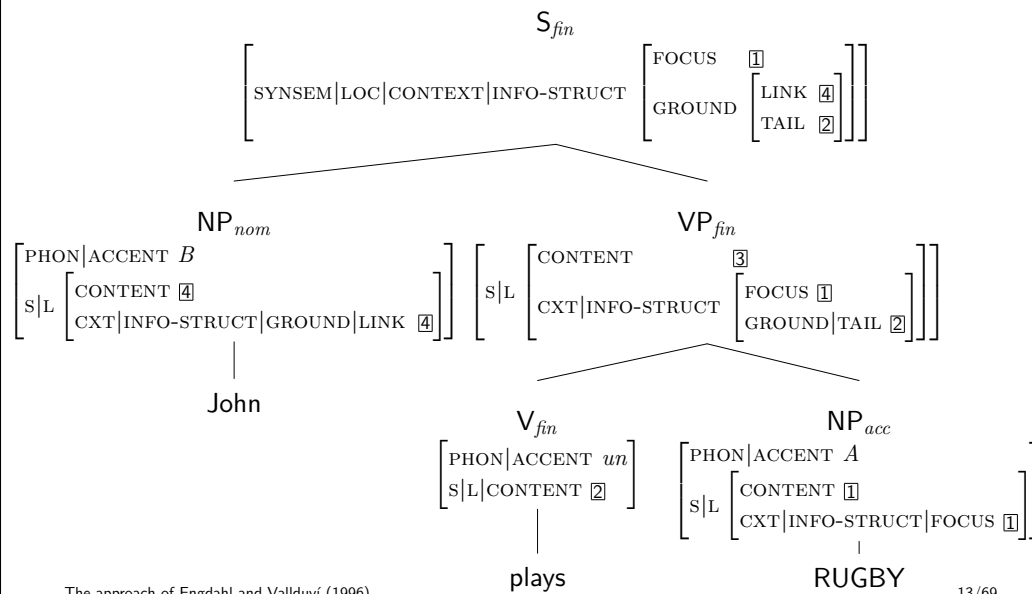 S_fin
SYNSEM|LOC|CONTEXT|INFO-STRUCT [FOCUS 1
GROUND [LINK 4
TAIL 2]]
NP_nom VP_fin
[PHON|ACCENT B
S|L [CONTENT 4
CXT|INFO-STRUCT|GROUND|LINK 4]]
[S|L [CONTENT 3
CXT|INFO-STRUCT [FOCUS 1
GROUND|TAIL 2]]]
John
V_fin NP_acc
[PHON|ACCENT un
S|L|CONTENT 2]
[PHON|ACCENT A
S|L [CONTENT 1
CXT|INFO-STRUCT|FOCUS 1]]
plays RUGBY
The approach of Engdahl and Vallduví (1996) 13/69